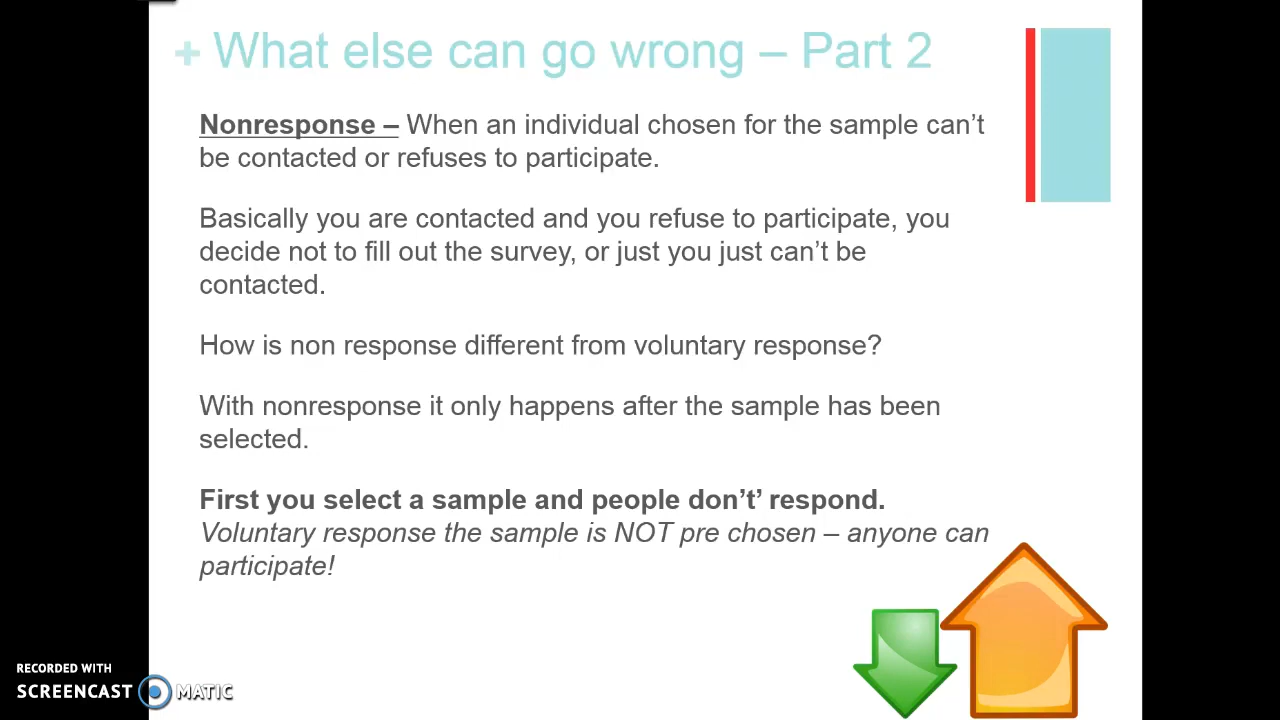 + What else can go wrong – Part 2
Nonresponse – When an individual chosen for the sample can’t
be contacted or refuses to participate.
Basically you are contacted and you refuse to participate, you
decide not to fill out the survey, or just you just can’t be
contacted.
How is non response different from voluntary response?
With nonresponse it only happens after the sample has been
selected.
First you select a sample and people don’t’ respond.
Voluntary response the sample is NOT pre chosen – anyone can
participate!
RECORDED WITH
SCREENCAST MATIC